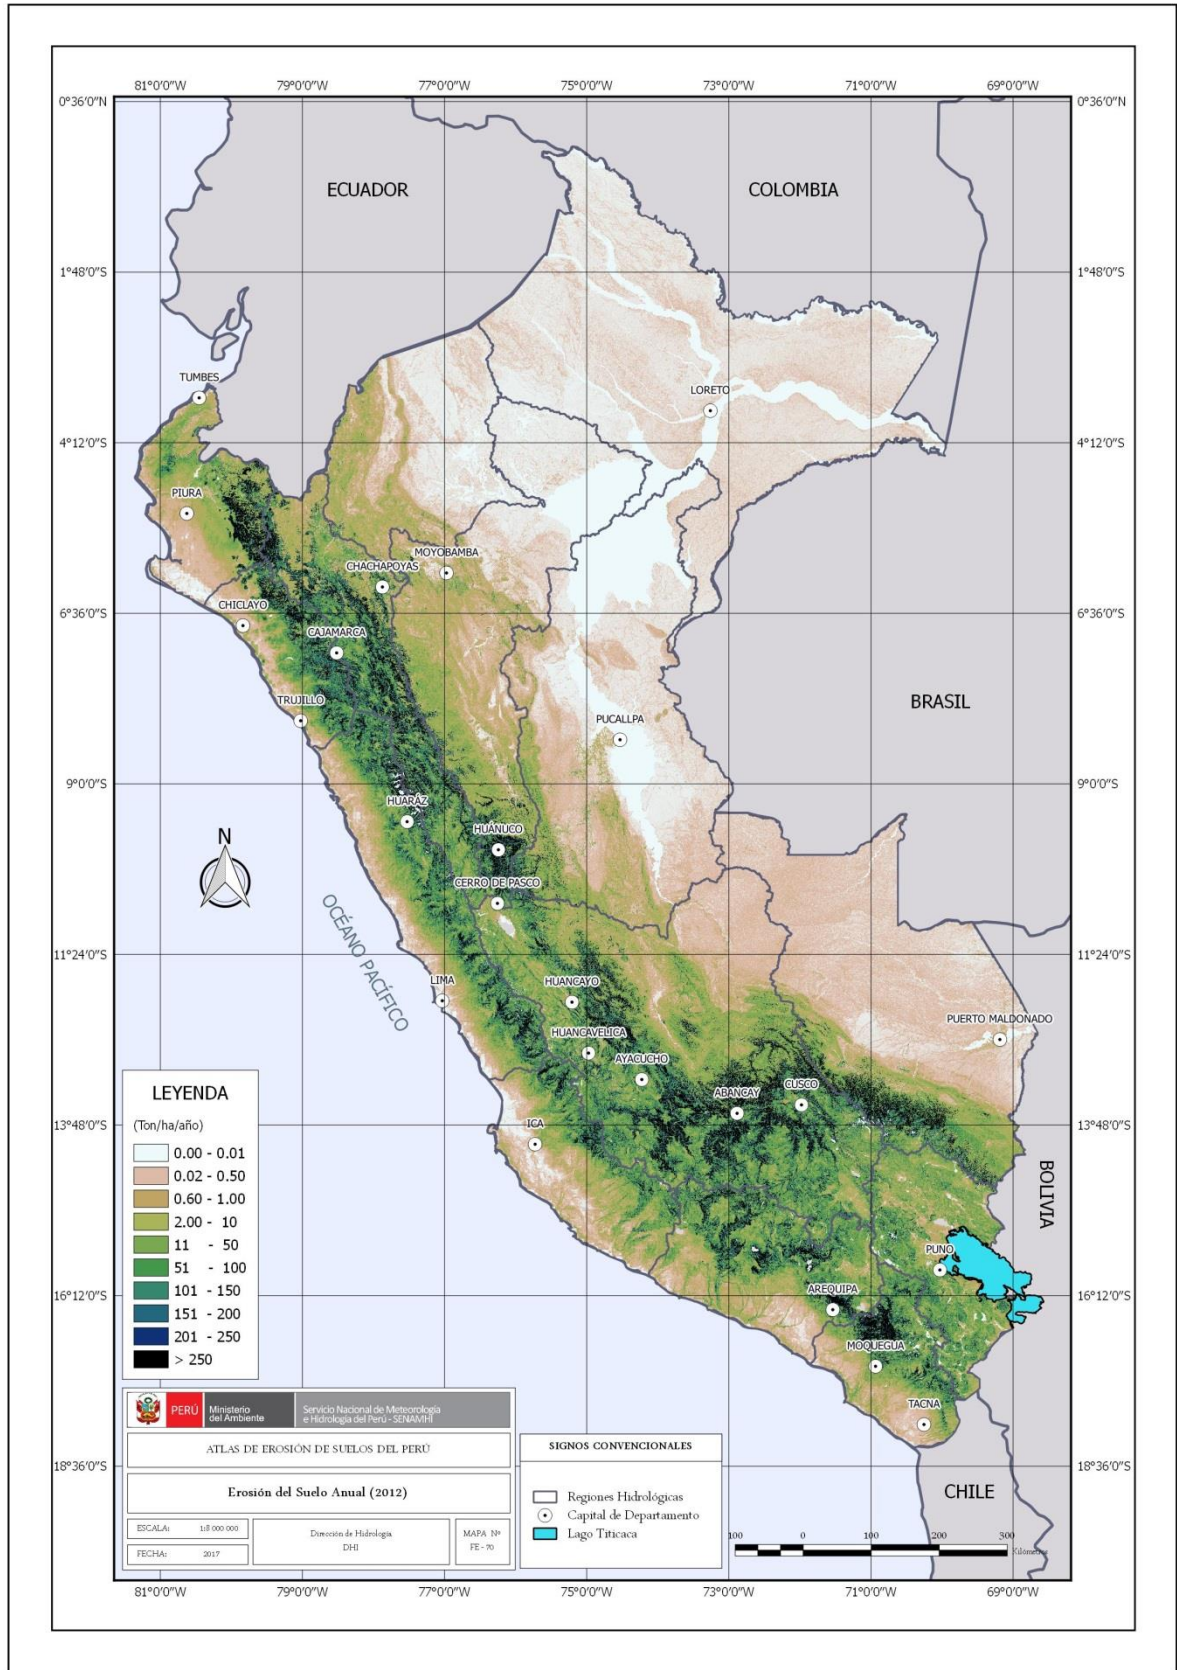 81°0'0"W 79°0'0"W 77°0'0"W 75°0'0"W 73°0'0"W 71°0'0"W 69°0'0"W
0°36'0"N 0°36'0"N
ECUADOR COLOMBIA
1°48'0"S 1°48'0"S
TUMBES
LORETO
4°12'0"S 4°12'0"S
PIURA
MOYOBAMBA
CHACHAPOYAS
6°36'0"S 6°36'0"S
CHICLAYO
CAJAMARCA
TRUJILLO
BRASIL
PUCALLPA
9°0'0"S 9°0'0"S
HUARÁZ
N
HUÁNUCO
CERRO DE PASCO
OCÉANO PACÍFICO
11°24'0"S 11°24'0"S
LIMA
HUANCAYO
PUERTO MALDONADO
HUANCAVELICA
AYACUCHO
ABANCAY
CUSCO
13°48'0"S 13°48'0"S
ICA
BOLIVIA
PUNO
AREQUIPA
16°12'0"S 16°12'0"S
MOQUEGUA
TACNA
18°36'0"S 18°36'0"S
CHILE
LEYENDA
(Ton/ha/año)
0.00 - 0.01
0.02 - 0.50
0.60 - 1.00
2.00 - 10
11 - 50
51 - 100
101 - 150
151 - 200
201 - 250
> 250
PERÚ
Ministerio
del Ambiente
Servicio Nacional de Meteorología
e Hidrología del Perú - SENAMHI
ATLAS DE EROSIÓN DE SUELOS DEL PERÚ
Erosión del Suelo Anual (2012)
ESCALA: 1:8 000 000
FECHA: 2017
Dirección de Hidrología
DHI
MAPA Nº
FE - 70
SIGNOS CONVENCIONALES
Regiones Hidrológicas
Capital de Departamento
Lago Titicaca
100 0 100 200 300
Kilómetros
81°0'0"W 79°0'0"W 77°0'0"W 75°0'0"W 73°0'0"W 71°0'0"W 69°0'0"W